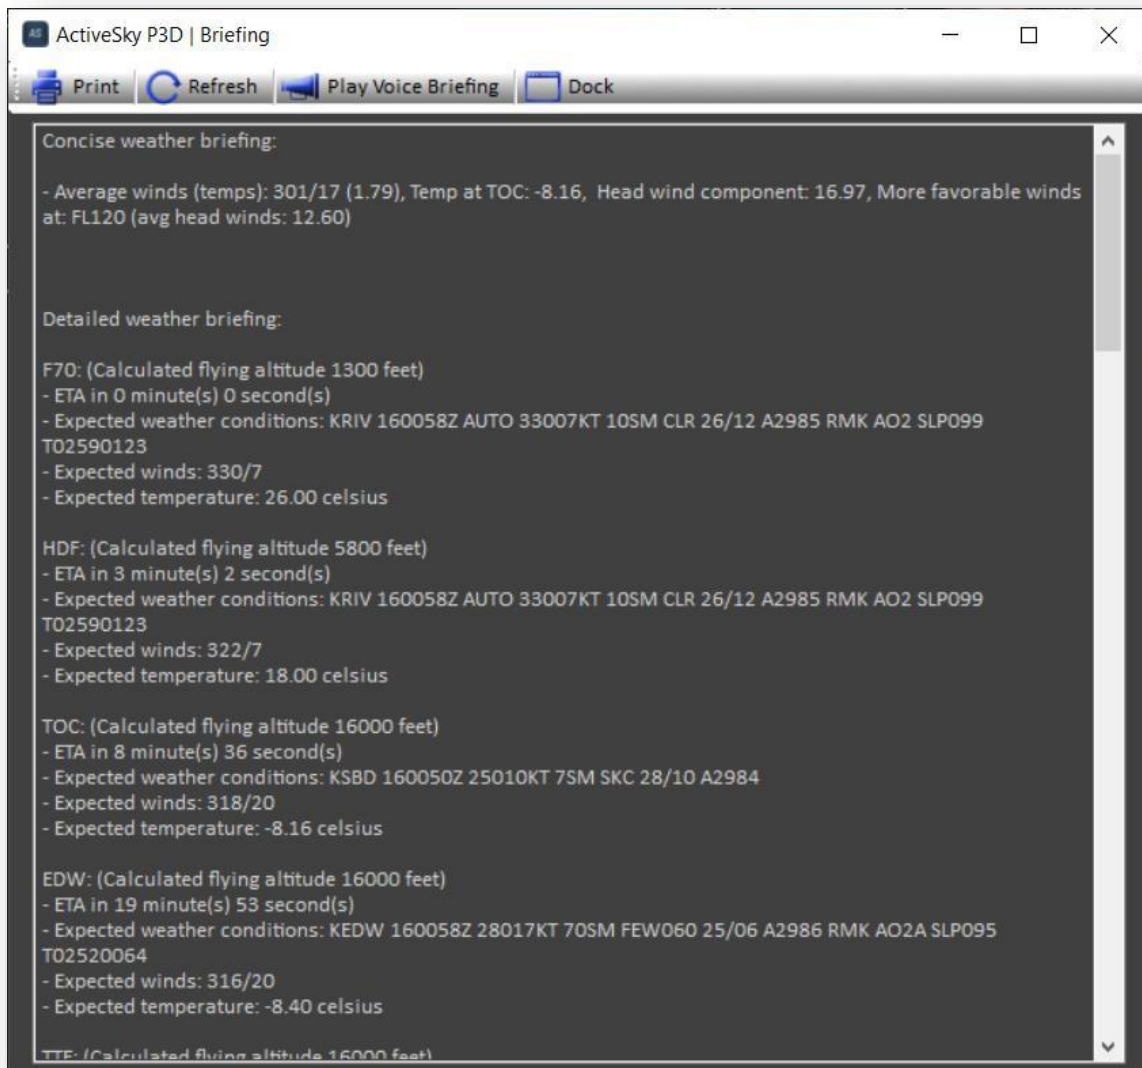 AS ActiveSky P3D | Briefing
Print Refresh Play Voice Briefing Dock
Concise weather briefing:
- Average winds (temps): 301/17 (1.79), Temp at TOC: -8.16,  Head wind component: 16.97, More favorable winds
at: FL120 (avg head winds: 12.60)
Detailed weather briefing:
F70: (Calculated flying altitude 1300 feet)
- ETA in 0 minute(s) 0 second(s)
- Expected weather conditions: KRIV 160058Z AUTO 33007KT 10SM CLR 26/12 A2985 RMK AO2 SLP099
T02590123
- Expected winds: 330/7
- Expected temperature: 26.00 celsius
HDF: (Calculated flying altitude 5800 feet)
- ETA in 3 minute(s) 2 second(s)
- Expected weather conditions: KRIV 160058Z AUTO 33007KT 10SM CLR 26/12 A2985 RMK AO2 SLP099
T02590123
- Expected winds: 322/7
- Expected temperature: 18.00 celsius
TOC: (Calculated flying altitude 16000 feet)
- ETA in 8 minute(s) 36 second(s)
- Expected weather conditions: KSBD 160050Z 25010KT 7SM SKC 28/10 A2984
- Expected winds: 318/20
- Expected temperature: -8.16 celsius
EDW: (Calculated flying altitude 16000 feet)
- ETA in 19 minute(s) 53 second(s)
- Expected weather conditions: KEDW 160058Z 28017KT 70SM FEW060 25/06 A2986 RMK AO2A SLP095
T02520064
- Expected winds: 316/20
- Expected temperature: -8.40 celsius
(Calculated flying altitude 16000 feet)